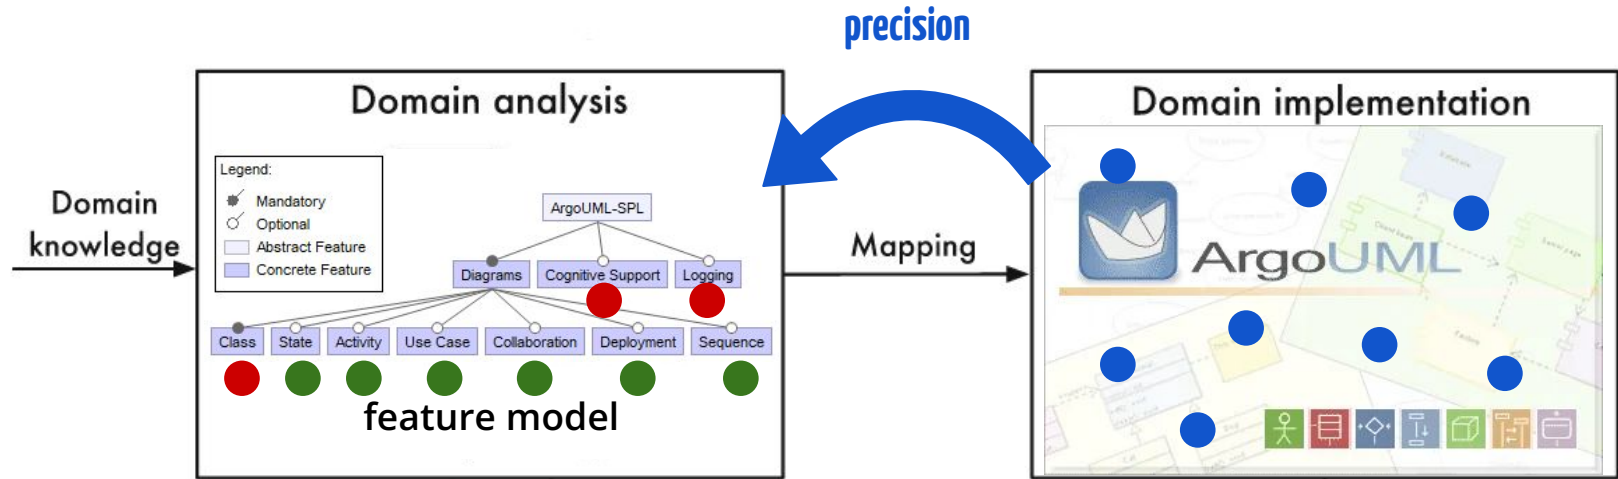 precision
Domain analysis
Domain implementation
Legend:
Mandatory
Optional
Abstract Feature
Concrete Feature
Domain
knowledge
ArgoUML-SPL
Diagrams
Cognitive Support
Logging
Mapping
ArgoUML
Class
State
Activity
Use Case
Collaboration
Deployment
Sequence
feature model